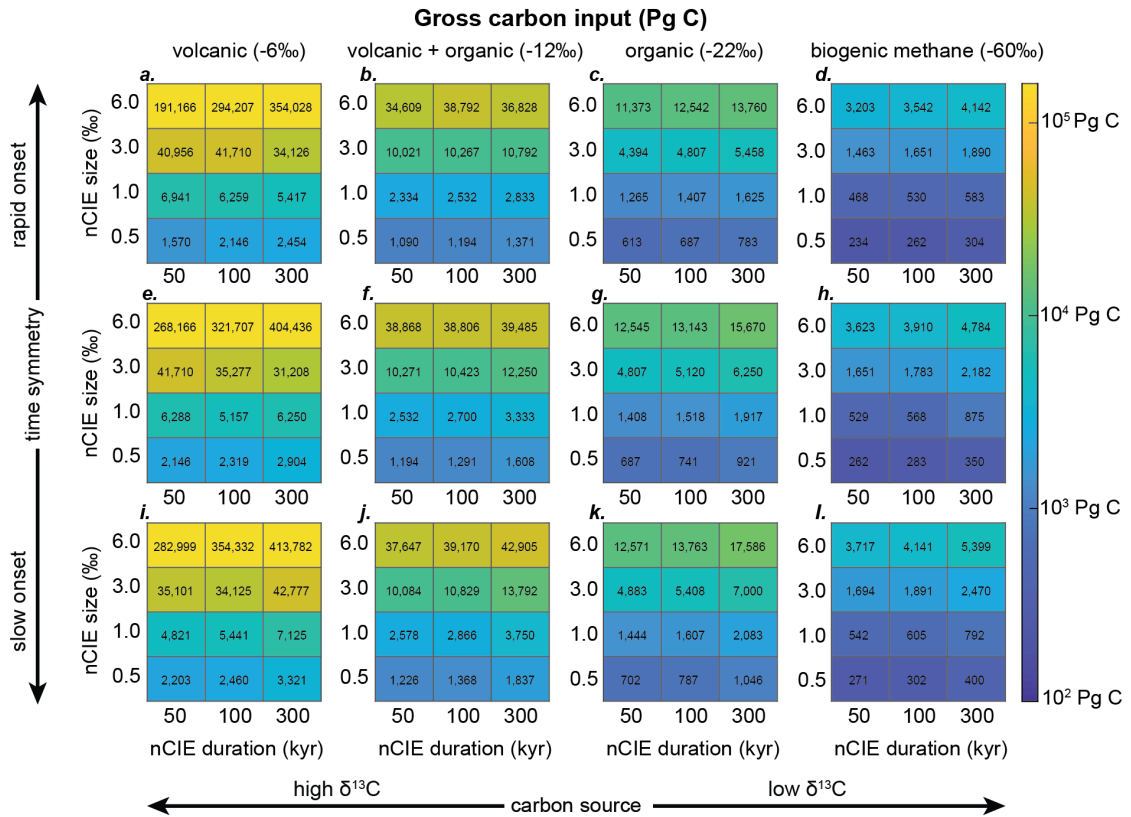 Gross carbon input (Pg C)
volcanic (-6‰) volcanic + organic (-12‰) organic (-22‰) biogenic methane (-60‰)
a. b. c. d.
6.0 191,166 294,207 354,028 6.0 34,609 38,792 36,828 6.0 11,373 12,542 13,760 6.0 3,203 3,542 4,142
10⁵ Pg C
3.0 40,956 41,710 34,126 3.0 10,021 10,267 10,792 3.0 4,394 4,807 5,458 3.0 1,463 1,651 1,890
1.0 6,941 6,259 5,417 1.0 2,334 2,532 2,833 1.0 1,265 1,407 1,625 1.0 468 530 583
0.5 1,570 2,146 2,454 0.5 1,090 1,194 1,371 0.5 613 687 783 0.5 234 262 304
50 100 300 50 100 300 50 100 300 50 100 300
nCIE size (‰)
rapid onset
e. f. g. h.
6.0 268,166 321,707 404,436 6.0 38,868 38,806 39,485 6.0 12,545 13,143 15,670 6.0 3,623 3,910 4,784
10⁴ Pg C
3.0 41,710 35,277 31,208 3.0 10,271 10,423 12,250 3.0 4,807 5,120 6,250 3.0 1,651 1,783 2,182
1.0 6,288 5,157 6,250 1.0 2,532 2,700 3,333 1.0 1,408 1,518 1,917 1.0 529 568 875
0.5 2,146 2,319 2,904 0.5 1,194 1,291 1,608 0.5 687 741 921 0.5 262 283 350
50 100 300 50 100 300 50 100 300 50 100 300
nCIE size (‰)
time symmetry
10³ Pg C
i. j. k. l.
6.0 282,999 354,332 413,782 6.0 37,647 39,170 42,905 6.0 12,571 13,763 17,586 6.0 3,717 4,141 5,399
3.0 35,101 34,125 42,777 3.0 10,084 10,829 13,792 3.0 4,883 5,408 7,000 3.0 1,694 1,891 2,470
1.0 4,821 5,441 7,125 1.0 2,578 2,866 3,750 1.0 1,444 1,607 2,083 1.0 542 605 792
0.5 2,203 2,460 3,321 0.5 1,226 1,368 1,837 0.5 702 787 1,046 0.5 271 302 400
10² Pg C
50 100 300 50 100 300 50 100 300 50 100 300
nCIE size (‰)
slow onset
nCIE duration (kyr) nCIE duration (kyr) nCIE duration (kyr) nCIE duration (kyr)
high δ¹³C low δ¹³C
carbon source